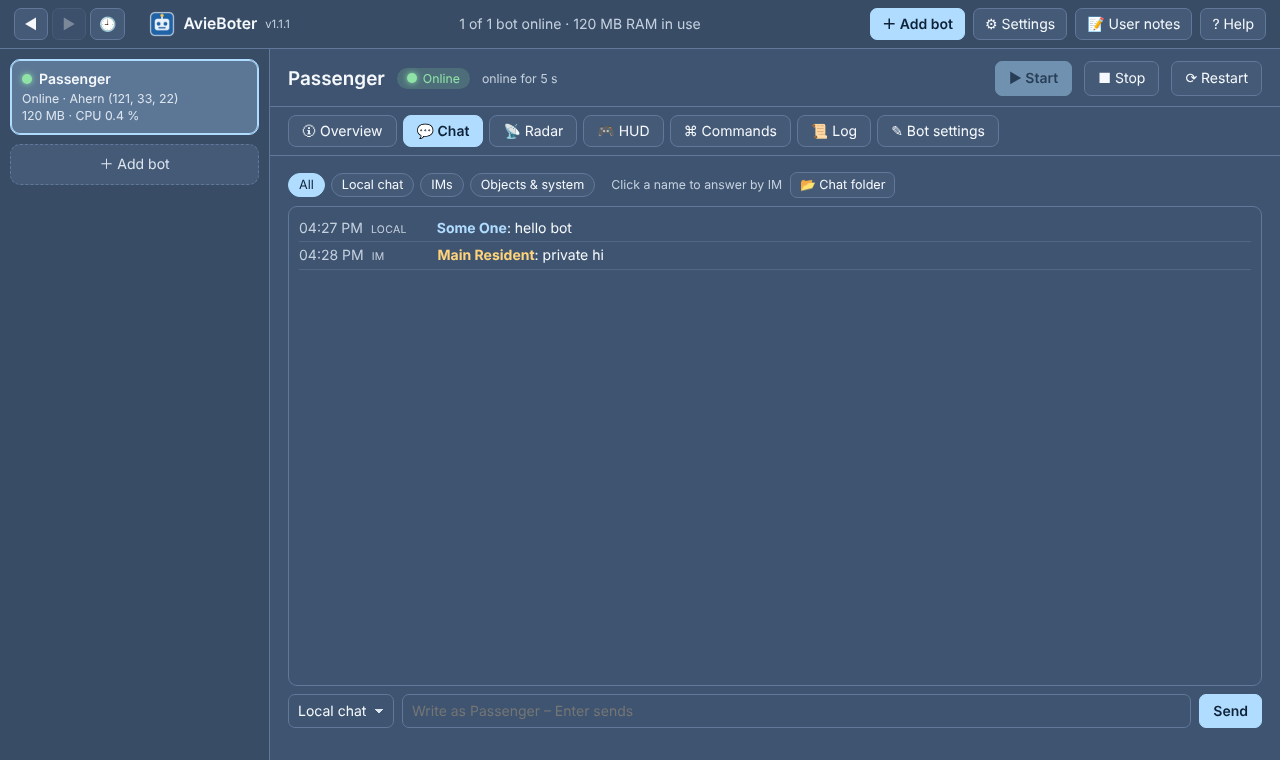 ◀ ▶ 🕘 AvieBoter v1.1.1 1 of 1 bot online · 120 MB RAM in use + Add bot ⚙ Settings 📝 User notes ? Help
Passenger
Online · Ahern (121, 33, 22)
120 MB · CPU 0.4 %
+ Add bot
Passenger Online online for 5 s ▶ Start ■ Stop ⟳ Restart
🛈 Overview 💬 Chat 📡 Radar 🎮 HUD ⌘ Commands 📜 Log ✎ Bot settings
All Local chat IMs Objects & system Click a name to answer by IM 📂 Chat folder
04:27 PM LOCAL Some One: hello bot
04:28 PM IM Main Resident: private hi
Local chat Write as Passenger – Enter sends Send